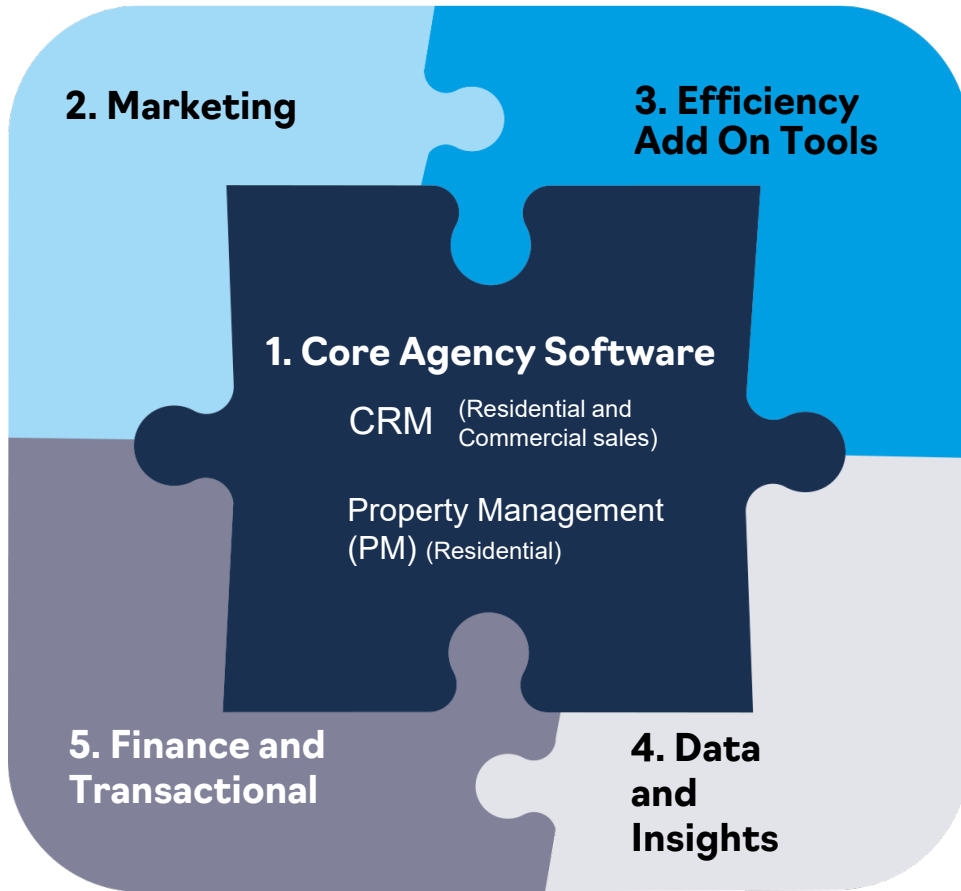 2. Marketing
3. Efficiency
Add On Tools
1. Core Agency Software
CRM (Residential and
Commercial sales)
Property Management
(PM) (Residential)
5. Finance and
Transactional
4. Data
and
Insights